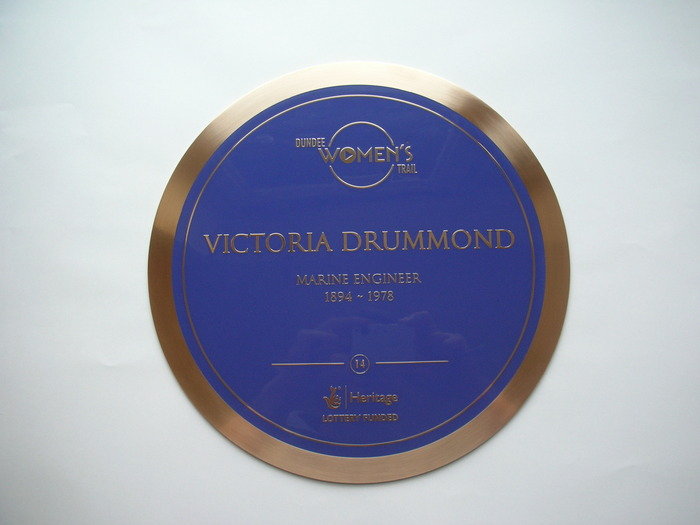 DUNDEE
WOMEN'S
TRAIL
VICTORIA DRUMMOND
MARINE ENGINEER
1894 ~ 1978
14
Heritage
LOTTERY FUNDED